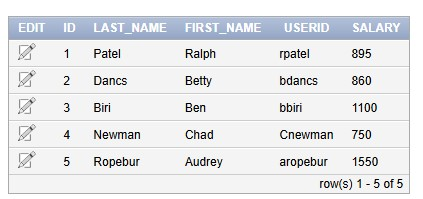 EDIT ID LAST_NAME FIRST_NAME USERID SALARY
1 Patel Ralph rpatel 895
2 Dancs Betty bdancs 860
3 Biri Ben bbiri 1100
4 Newman Chad Cnewman 750
5 Ropebur Audrey aropebur 1550
row(s) 1 - 5 of 5